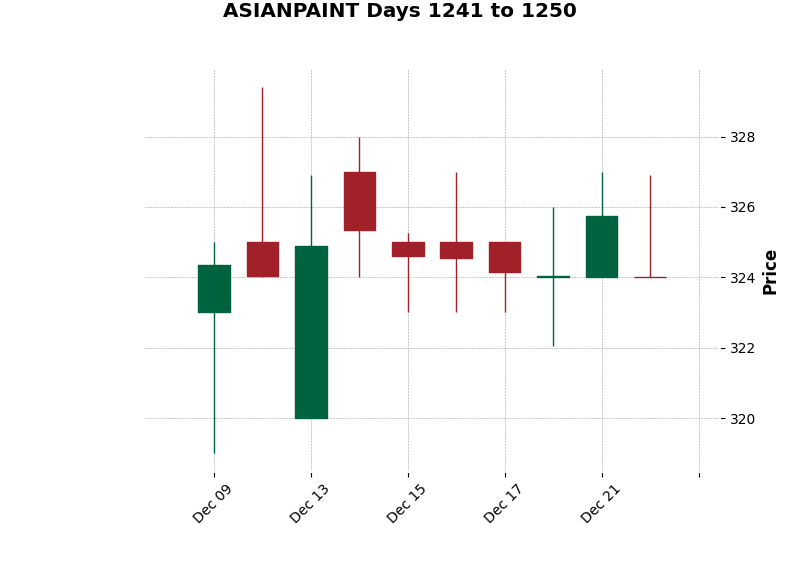 ASIANPAINT Days 1241 to 1250
328
326
324
322
320
Price
Dec 09
Dec 13
Dec 15
Dec 17
Dec 21